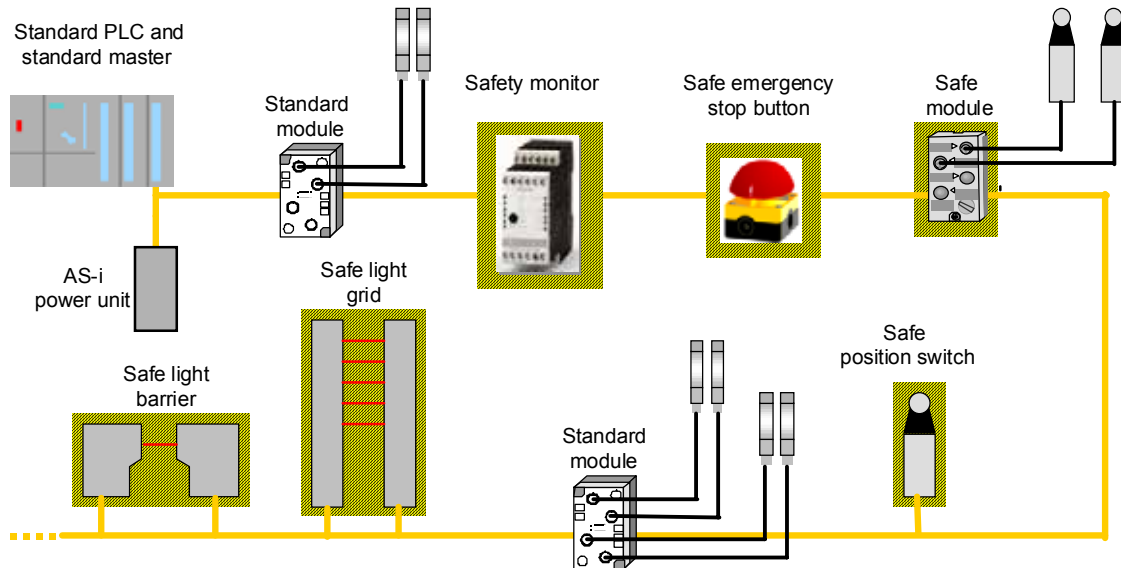 Standard PLC and
standard master
Standard
module
Safety monitor
Safe emergency
stop button
Safe
module
AS-i
power unit
Safe light
grid
Safe light
barrier
Standard
module
Safe
position switch